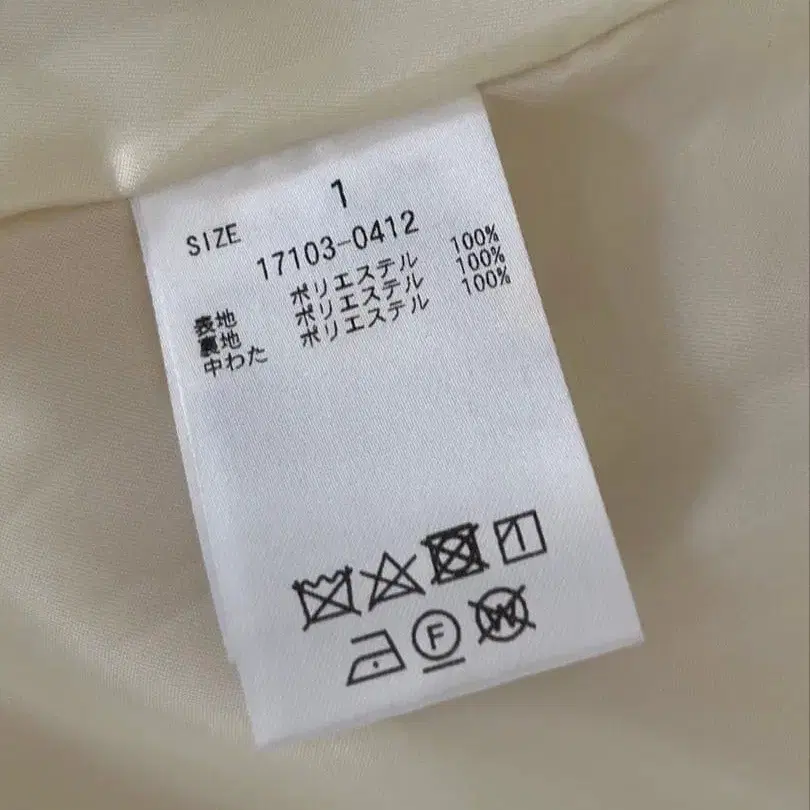 SIZE 1
17103-0412
表地 ポリエステル 100%
裏地 ポリエステル 100%
中わた ポリエステル 100%
F
W